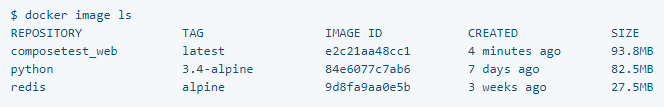 $ docker image ls
REPOSITORY TAG IMAGE ID CREATED SIZE
composetest_web latest e2c21aa48cc1 4 minutes ago 93.8MB
python 3.4-alpine 84e6077c7ab6 7 days ago 82.5MB
redis alpine 9d8fa9aa0e5b 3 weeks ago 27.5MB